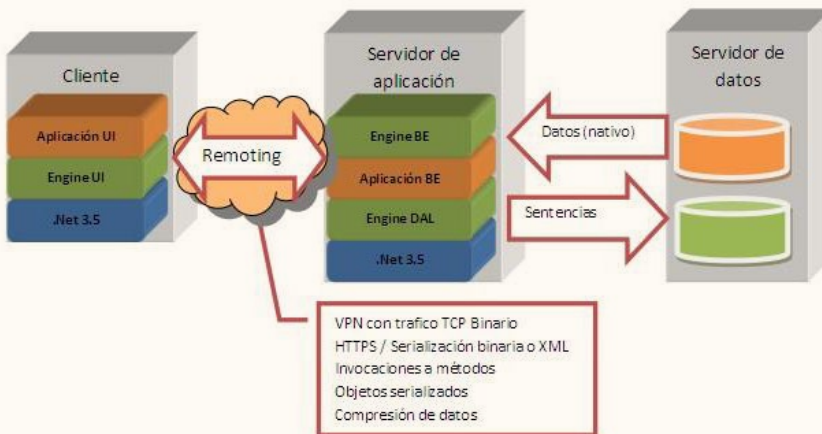 Cliente
Aplicación UI
Engine UI
.Net 3.5
Remoting
Servidor de
aplicación
Engine BE
Aplicación BE
Engine DAL
.Net 3.5
Datos (nativo)
Sentencias
Servidor de
datos
VPN con trafico TCP Binario
HTTPS / Serialización binaria o XML
Invocaciones a métodos
Objetos serializados
Compresión de datos